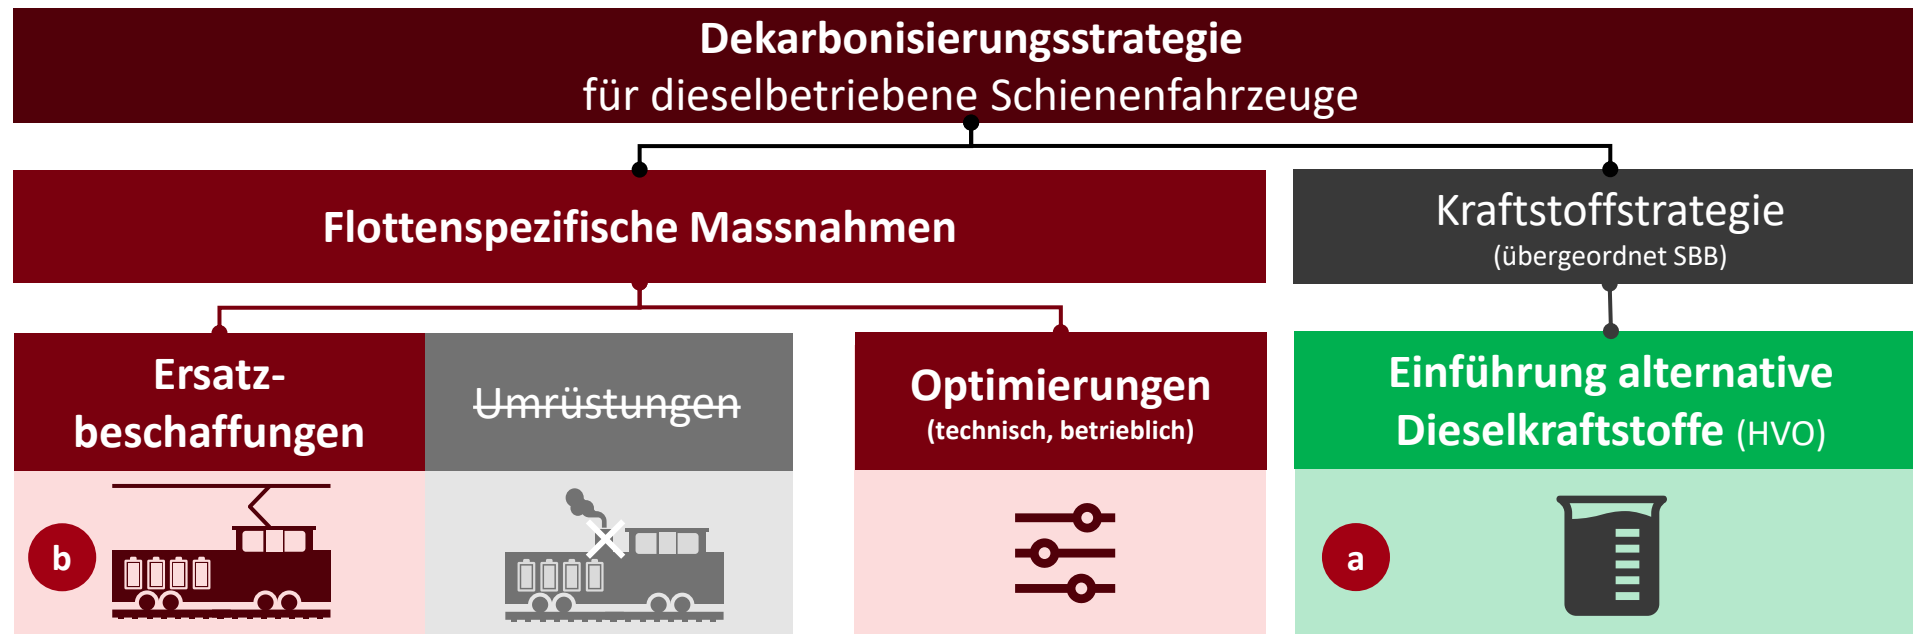 Dekarbonisierungsstrategie
für dieselbetriebene Schienenfahrzeuge
Flottenspezifische Massnahmen
Kraftstoffstrategie
(übergeordnet SBB)
Ersatz-
beschaffungen
Umrüstungen
Optimierungen
(technisch, betrieblich)
Einführung alternative
Dieselkraftstoffe (HVO)
b
a